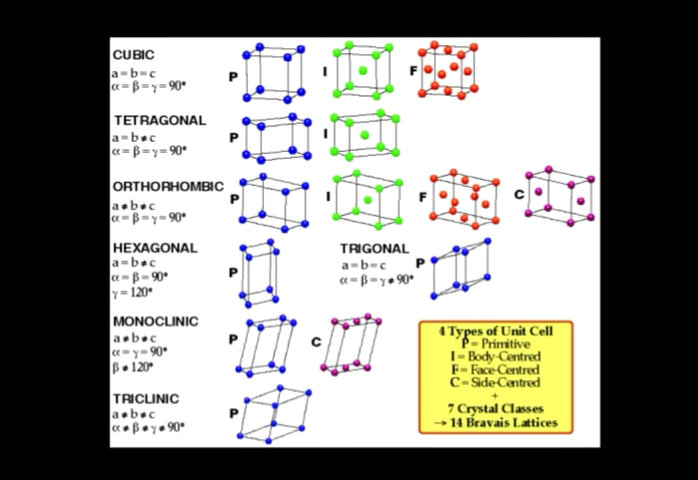 CUBIC
a = b = c
α = β = γ = 90°
P
I
F
TETRAGONAL
a = b ≠ c
α = β = γ = 90°
P
I
ORTHORHOMBIC
a ≠ b ≠ c
α = β = γ = 90°
P
I
F
C
HEXAGONAL
a = b ≠ c
α = β = 90°
γ = 120°
P
TRIGONAL
a = b = c
α = β = γ ≠ 90°
P
MONOCLINIC
a ≠ b ≠ c
α = γ = 90°
β ≠ 120°
P
C
TRICLINIC
a ≠ b ≠ c
α ≠ β ≠ γ ≠ 90°
P
4 Types of Unit Cell
P = Primitive
I = Body-Centred
F = Face-Centred
C = Side-Centred
+
7 Crystal Classes
→ 14 Bravais Lattices